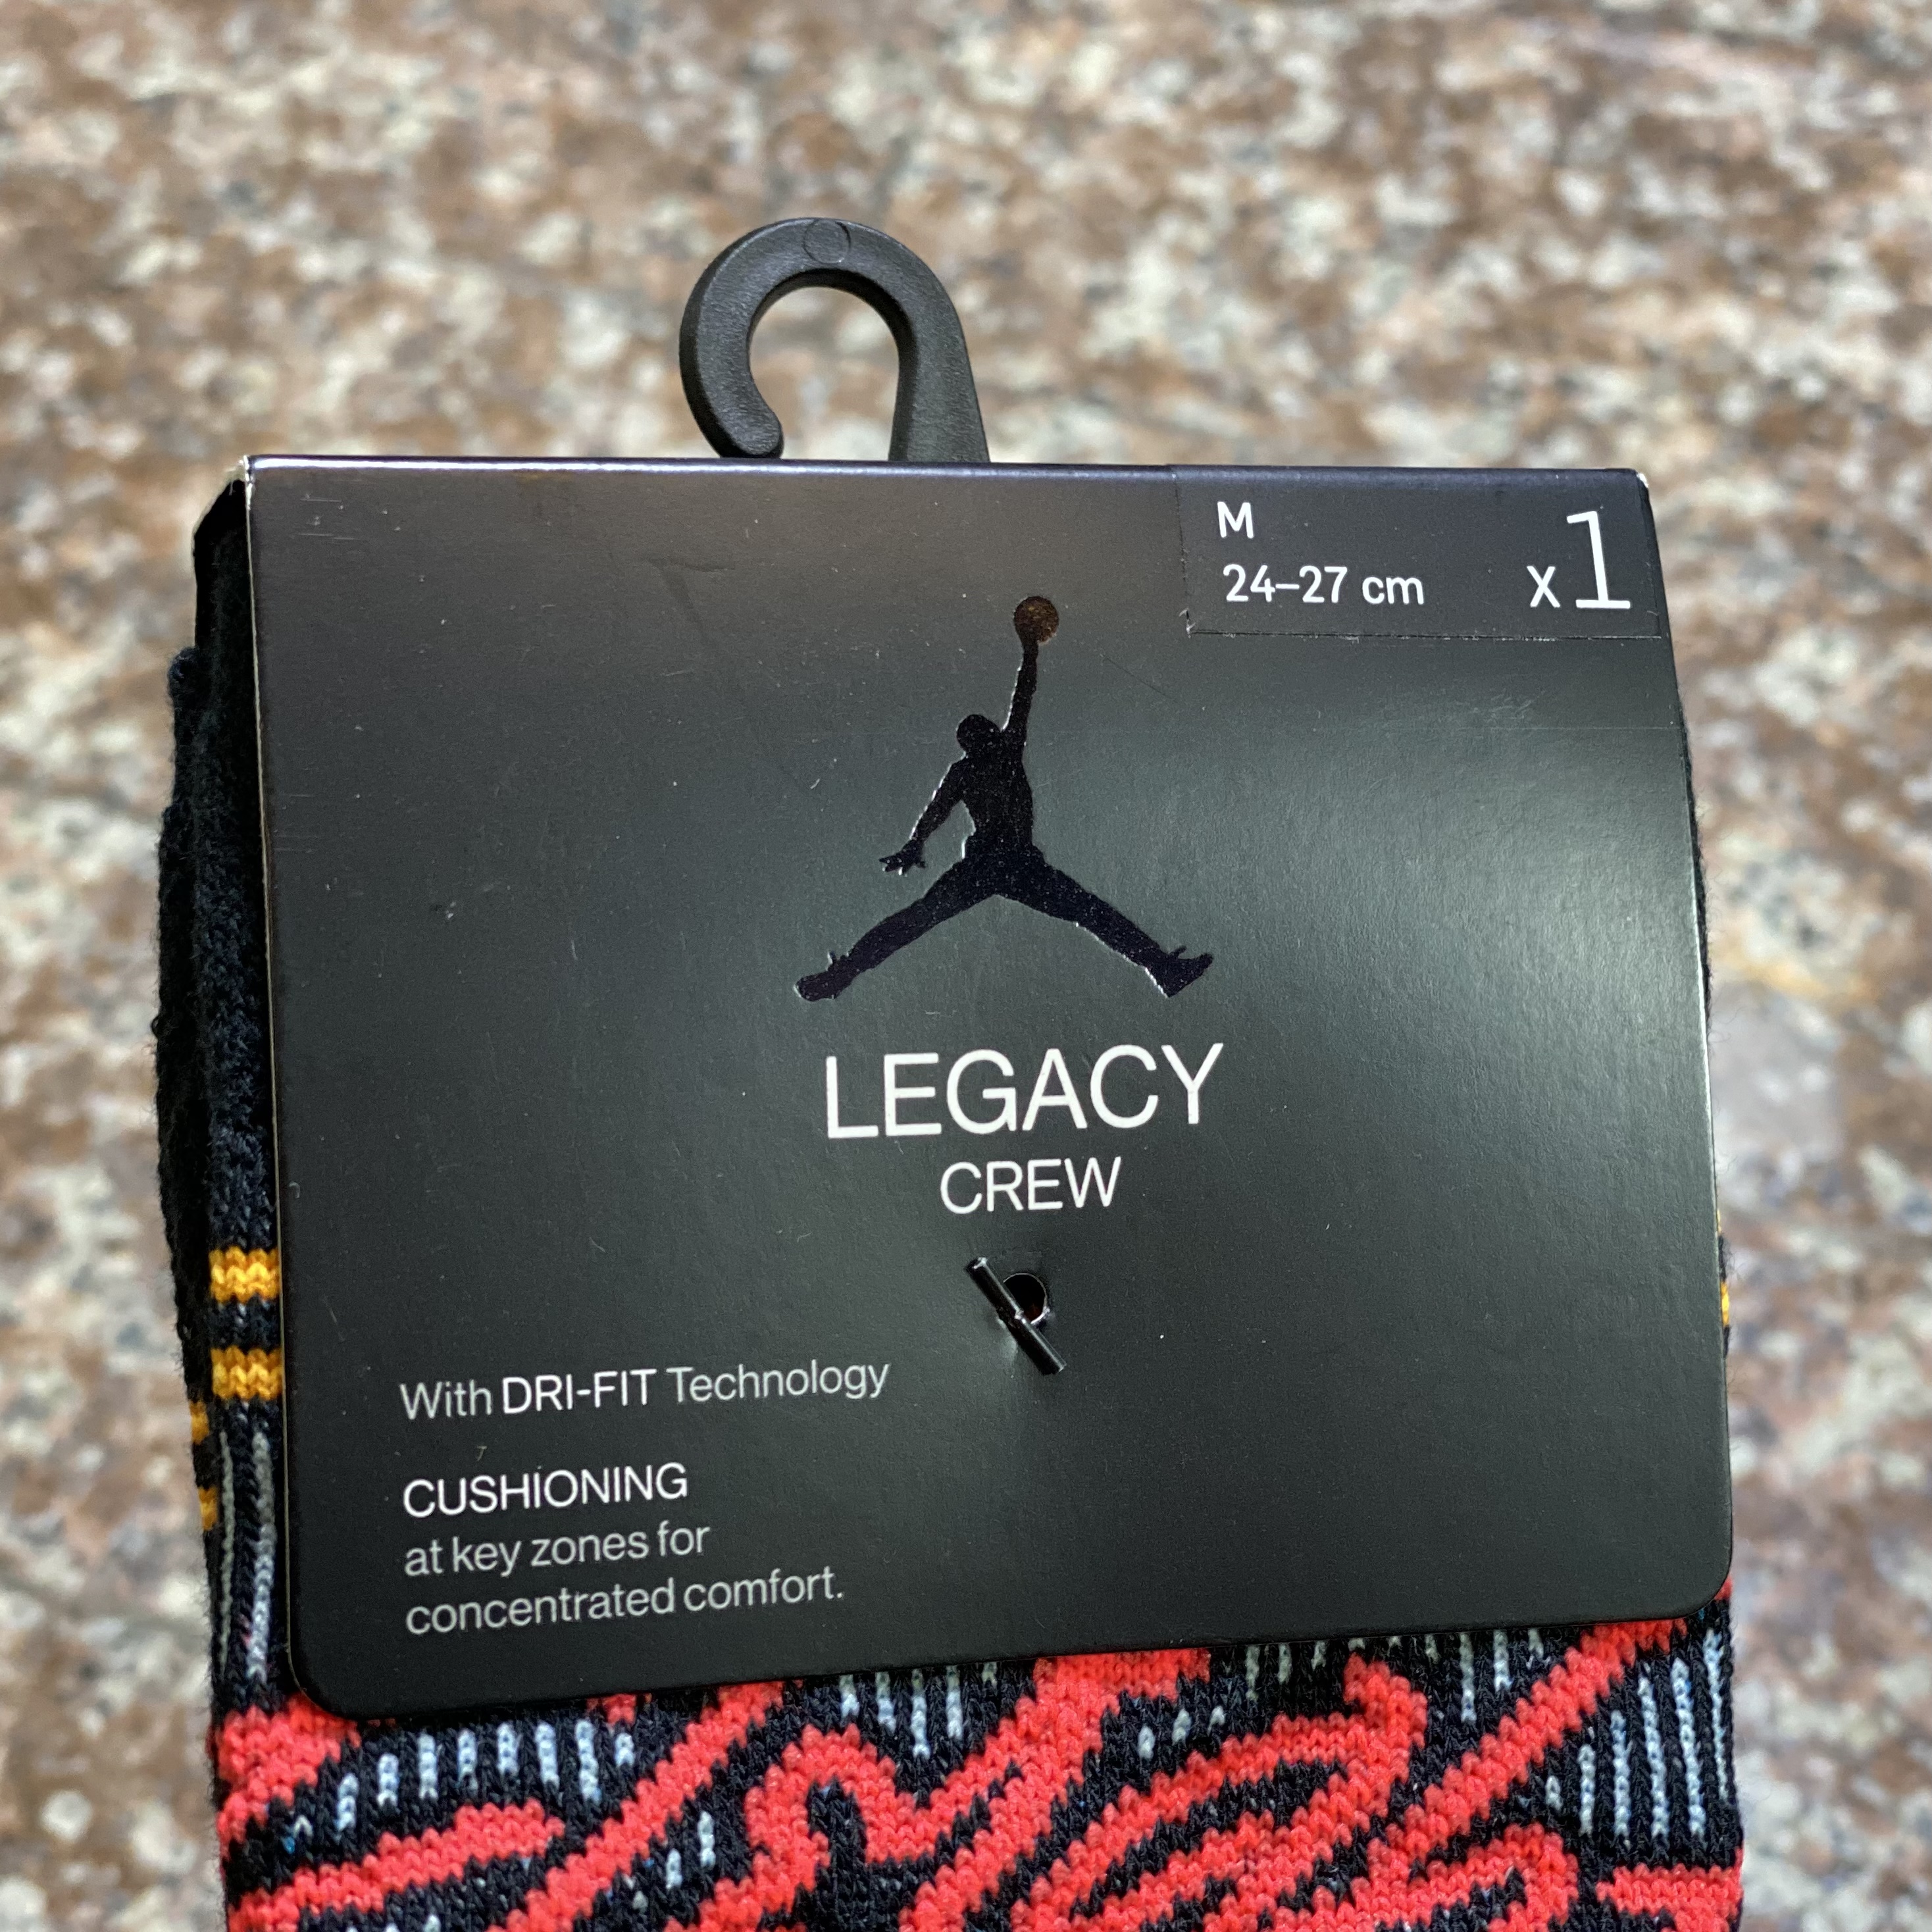 M
24–27 cm x1
LEGACY
CREW
With DRI-FIT Technology
CUSHIONING
at key zones for
concentrated comfort.